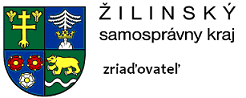 ŽILINSKÝ
samosprávny kraj
zriaďovateľ